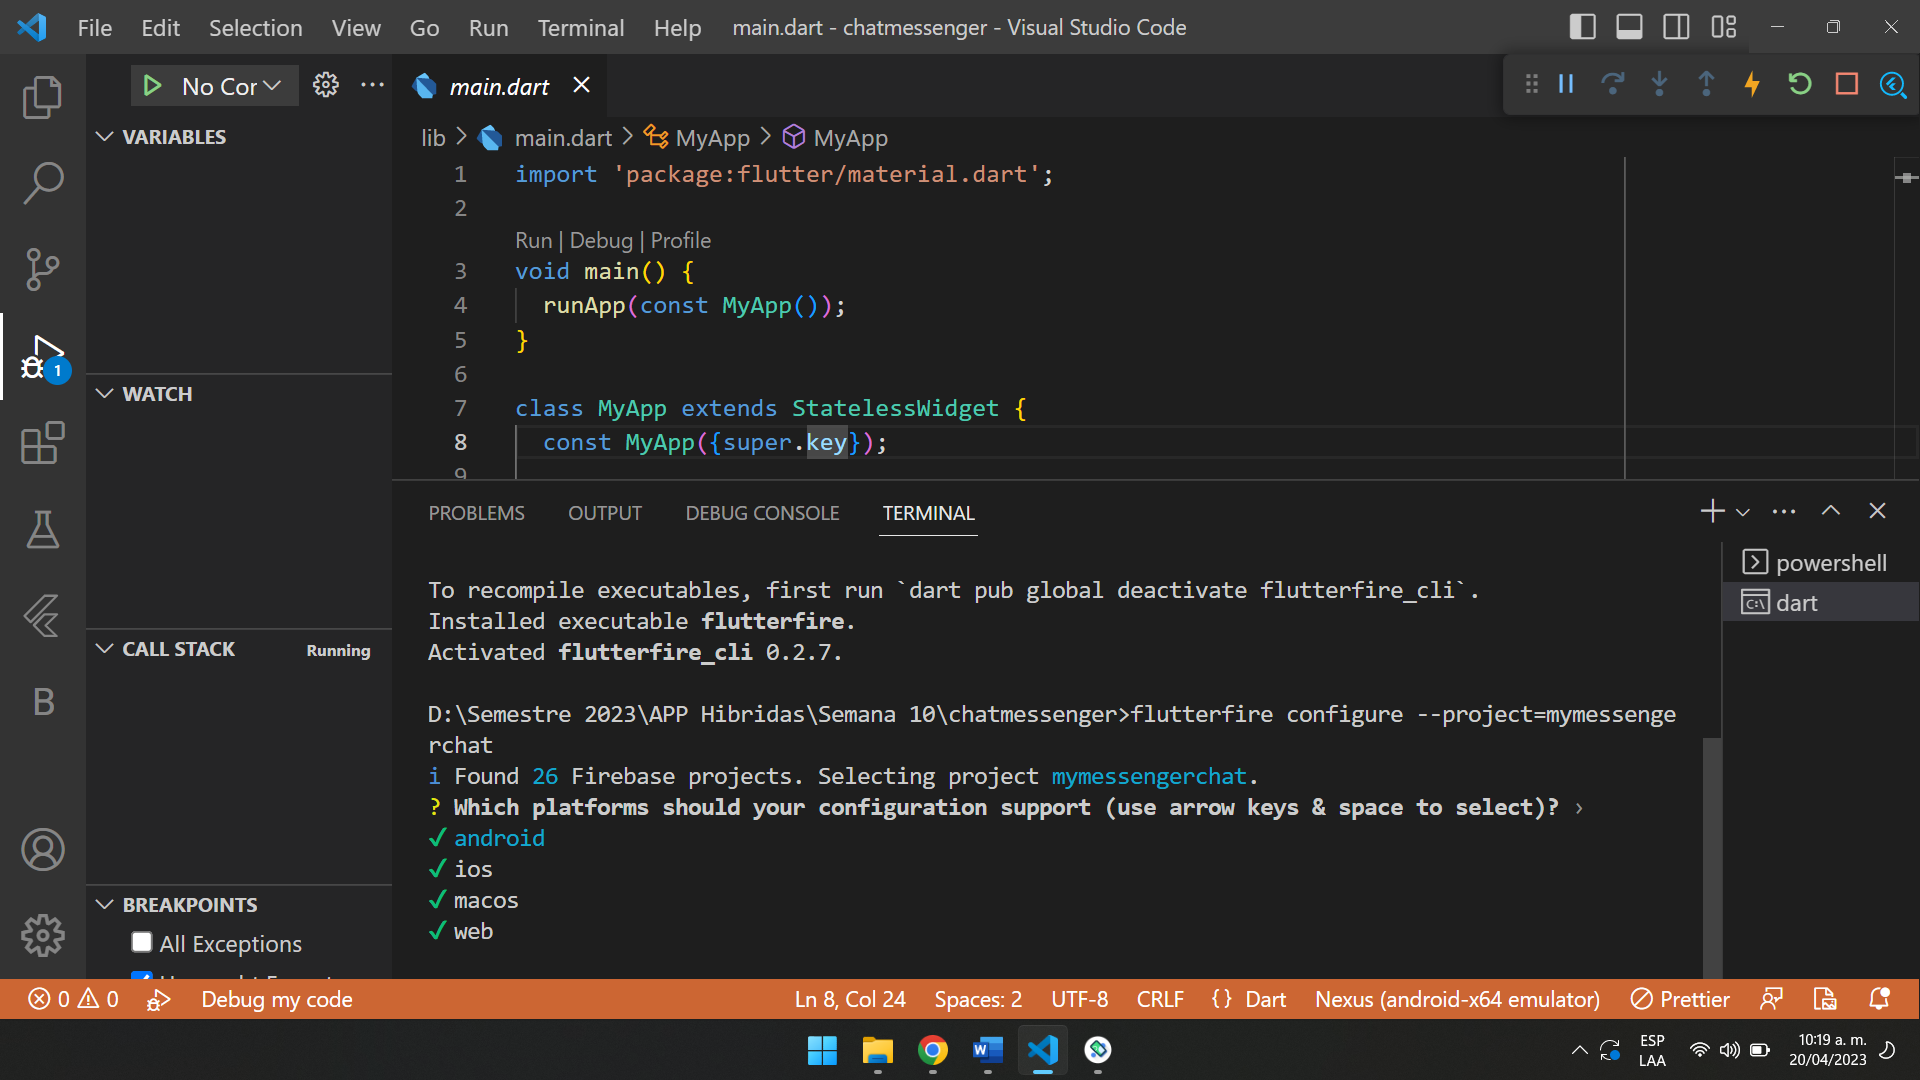 File Edit Selection View Go Run Terminal Help main.dart - chatmessenger - Visual Studio Code
No Cor
main.dart
VARIABLES
lib main.dart MyApp MyApp
1 import 'package:flutter/material.dart';
2
Run | Debug | Profile
3 void main() {
4 runApp(const MyApp());
5 }
6
7 class MyApp extends StatelessWidget {
8 const MyApp({super.key});
9
1
WATCH
CALL STACK Running
B
BREAKPOINTS
All Exceptions
PROBLEMS OUTPUT DEBUG CONSOLE TERMINAL
powershell
C:\ dart
To recompile executables, first run `dart pub global deactivate flutterfire_cli`.
Installed executable flutterfire.
Activated flutterfire_cli 0.2.7.
D:\Semestre 2023\APP Hibridas\Semana 10\chatmessenger>flutterfire configure --project=mymessenge
rchat
i Found 26 Firebase projects. Selecting project mymessengerchat.
? Which platforms should your configuration support (use arrow keys & space to select)? ›
✔ android
✔ ios
✔ macos
✔ web
0 0 Debug my code Ln 8, Col 24 Spaces: 2 UTF-8 CRLF {} Dart Nexus (android-x64 emulator) Prettier
W
ESP
LAA
10:19 a. m.
20/04/2023